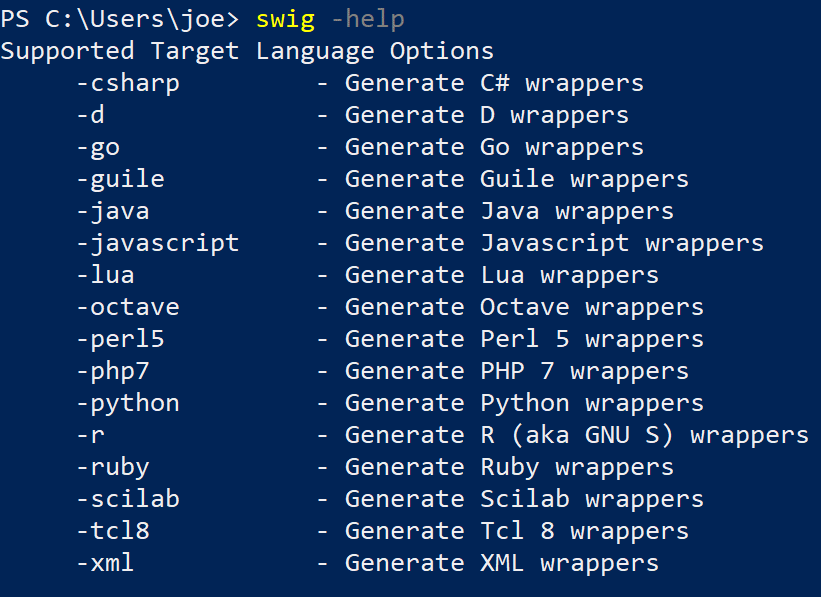 PS C:\Users\joe> swig -help
Supported Target Language Options
     -csharp         - Generate C# wrappers
     -d              - Generate D wrappers
     -go             - Generate Go wrappers
     -guile          - Generate Guile wrappers
     -java           - Generate Java wrappers
     -javascript     - Generate Javascript wrappers
     -lua            - Generate Lua wrappers
     -octave         - Generate Octave wrappers
     -perl5          - Generate Perl 5 wrappers
     -php7           - Generate PHP 7 wrappers
     -python         - Generate Python wrappers
     -r              - Generate R (aka GNU S) wrappers
     -ruby           - Generate Ruby wrappers
     -scilab         - Generate Scilab wrappers
     -tcl8           - Generate Tcl 8 wrappers
     -xml            - Generate XML wrappers